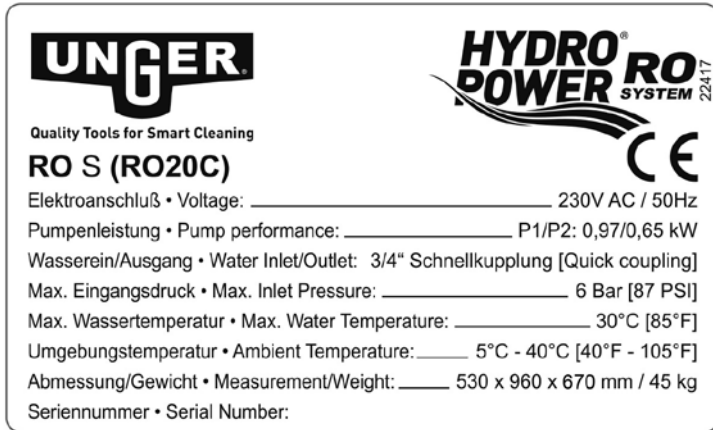 UNGER®
Quality Tools for Smart Cleaning
HYDRO®
POWER RO
SYSTEM
22417
CE
RO S (RO20C)
Elektroanschluß • Voltage: 230V AC / 50Hz
Pumpenleistung • Pump performance: P1/P2: 0,97/0,65 kW
Wasserein/Ausgang • Water Inlet/Outlet: 3/4“ Schnellkupplung [Quick coupling]
Max. Eingangsdruck • Max. Inlet Pressure: 6 Bar [87 PSI]
Max. Wassertemperatur • Max. Water Temperature: 30°C [85°F]
Umgebungstemperatur • Ambient Temperature: 5°C - 40°C [40°F - 105°F]
Abmessung/Gewicht • Measurement/Weight: 530 x 960 x 670 mm / 45 kg
Seriennummer • Serial Number: